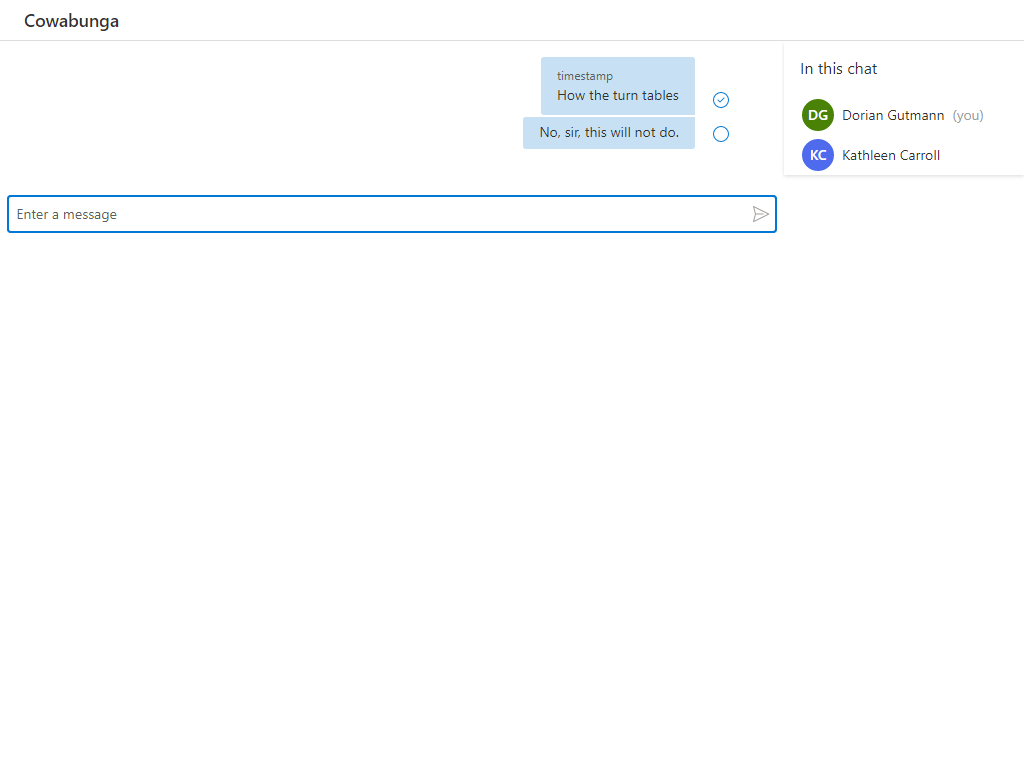 Cowabunga
timestamp
How the turn tables
No, sir, this will not do.
Enter a message
In this chat
DG Dorian Gutmann (you)
KC Kathleen Carroll